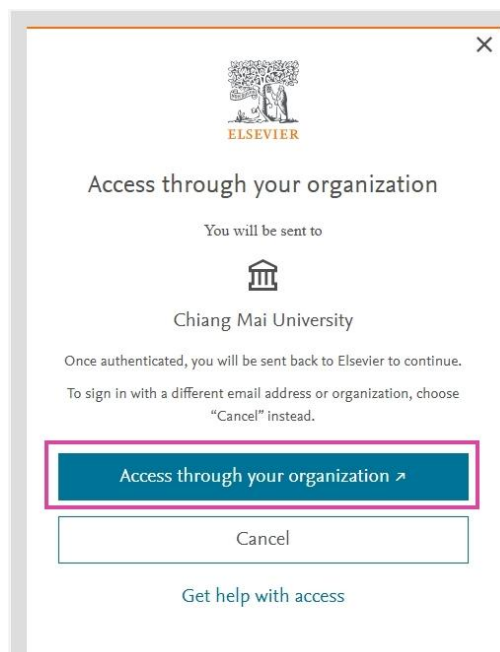 ELSEVIER
Access through your organization
You will be sent to
Chiang Mai University
Once authenticated, you will be sent back to Elsevier to continue.
To sign in with a different email address or organization, choose
“Cancel” instead.
Access through your organization ↗
Cancel
Get help with access